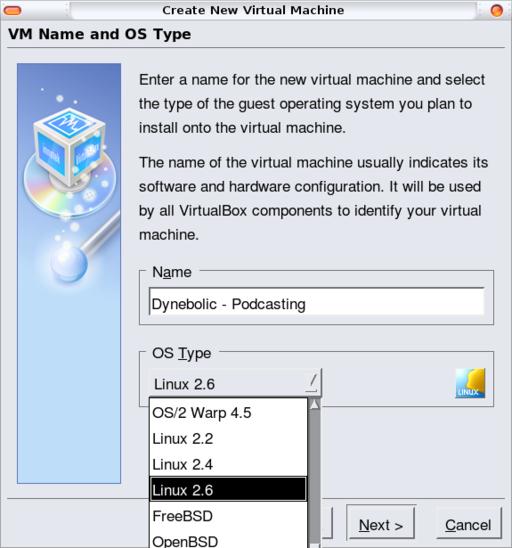 Create New Virtual Machine
VM Name and OS Type
Enter a name for the new virtual machine and select
the type of the guest operating system you plan to
install onto the virtual machine.
The name of the virtual machine usually indicates its
software and hardware configuration. It will be used
by all VirtualBox components to identify your virtual
machine.
Name
Dynebolic - Podcasting
OS Type
Linux 2.6
LINUX
OS/2 Warp 4.5
Linux 2.2
Linux 2.4
Linux 2.6
FreeBSD
OpenBSD
Next >
Cancel